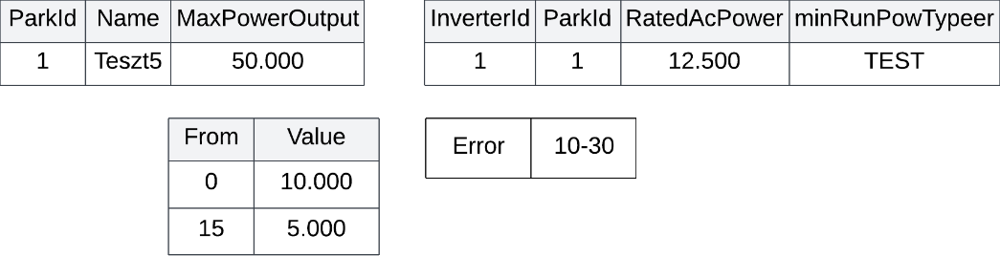 ParkId Name MaxPowerOutput
1 Teszt5 50.000
InverterId ParkId RatedAcPower minRunPowTypeer
1 1 12.500 TEST
From Value
0 10.000
15 5.000
Error 10-30